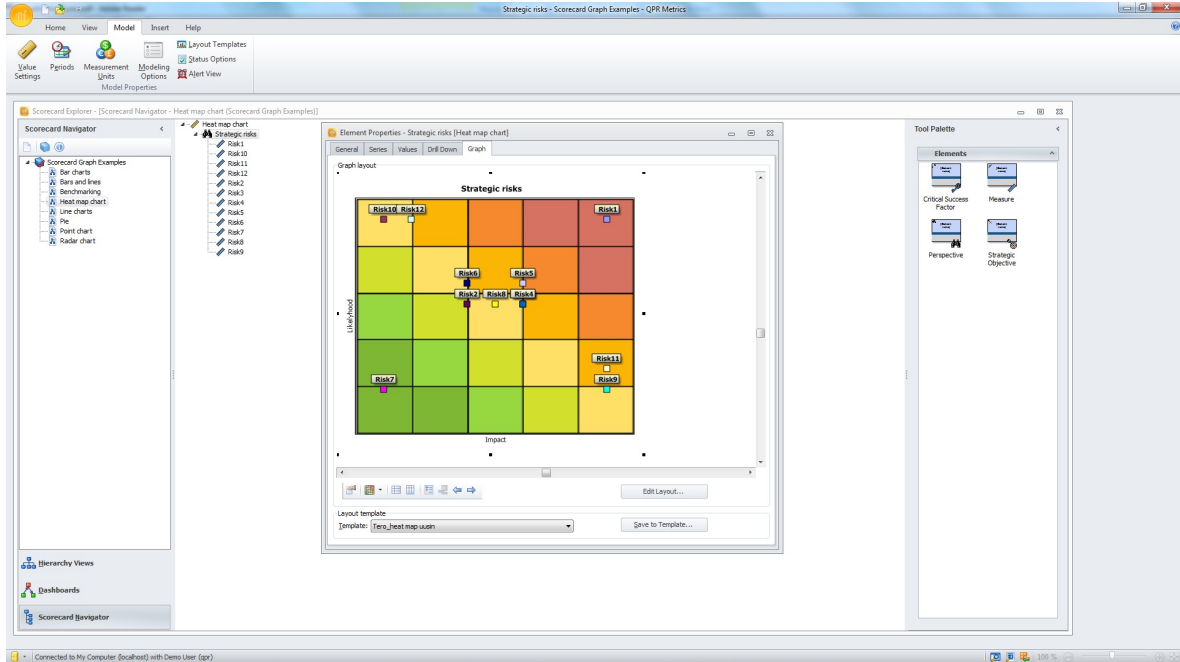 Strategic risks - Scorecard Graph Examples - QPR Metrics
Home View Model Insert Help
Value Settings
Periods
Measurement Units
Modeling Options
Layout Templates
Status Options
Alert View
Model Properties
Scorecard Explorer - [Scorecard Navigator - Heat map chart (Scorecard Graph Examples)]
Scorecard Navigator
Scorecard Graph Examples
Bar charts
Bars and lines
Benchmarking
Heat map chart
Line charts
Pie
Point chart
Radar chart
Hierarchy Views
Dashboards
Scorecard Navigator
Heat map chart
Strategic risks
Risk1
Risk10
Risk11
Risk12
Risk2
Risk3
Risk4
Risk5
Risk6
Risk7
Risk8
Risk9
Element Properties - Strategic risks [Heat map chart]
General Series Values Drill Down Graph
Graph layout
Strategic risks
Risk10 Risk12 Risk1
Risk6 Risk5
Risk2 Risk8 Risk4
Risk11
Risk7 Risk9
Likelyhood
Impact
Edit Layout...
Layout template
Template: Tero_heat map uusin
Save to Template...
Tool Palette
Elements
Critical Success Factor
Measure
Perspective
Strategic Objective
Connected to My Computer (localhost) with Demo User (qpr)
100 %